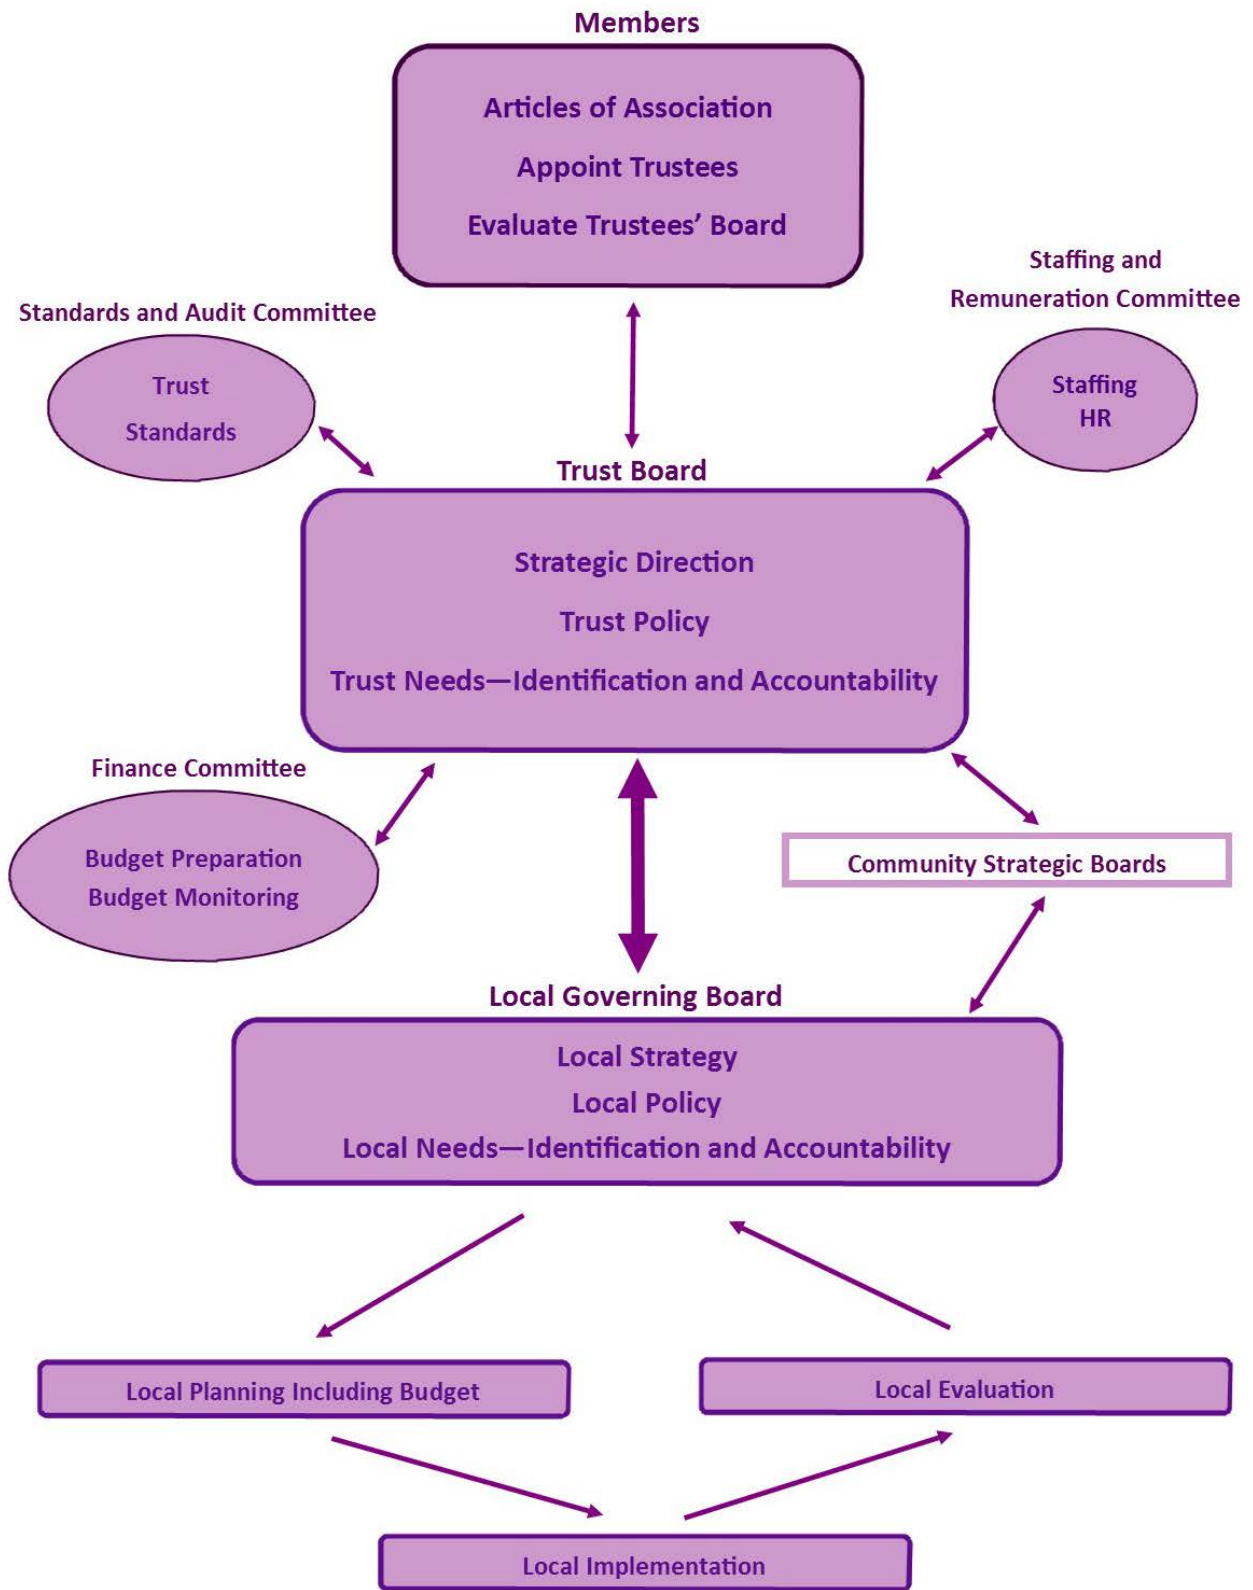 Members
Articles of Association
Appoint Trustees
Evaluate Trustees’ Board
Standards and Audit Committee
Trust
Standards
Staffing and
Remuneration Committee
Staffing
HR
Trust Board
Strategic Direction
Trust Policy
Trust Needs—Identification and Accountability
Finance Committee
Budget Preparation
Budget Monitoring
Community Strategic Boards
Local Governing Board
Local Strategy
Local Policy
Local Needs—Identification and Accountability
Local Planning Including Budget
Local Evaluation
Local Implementation